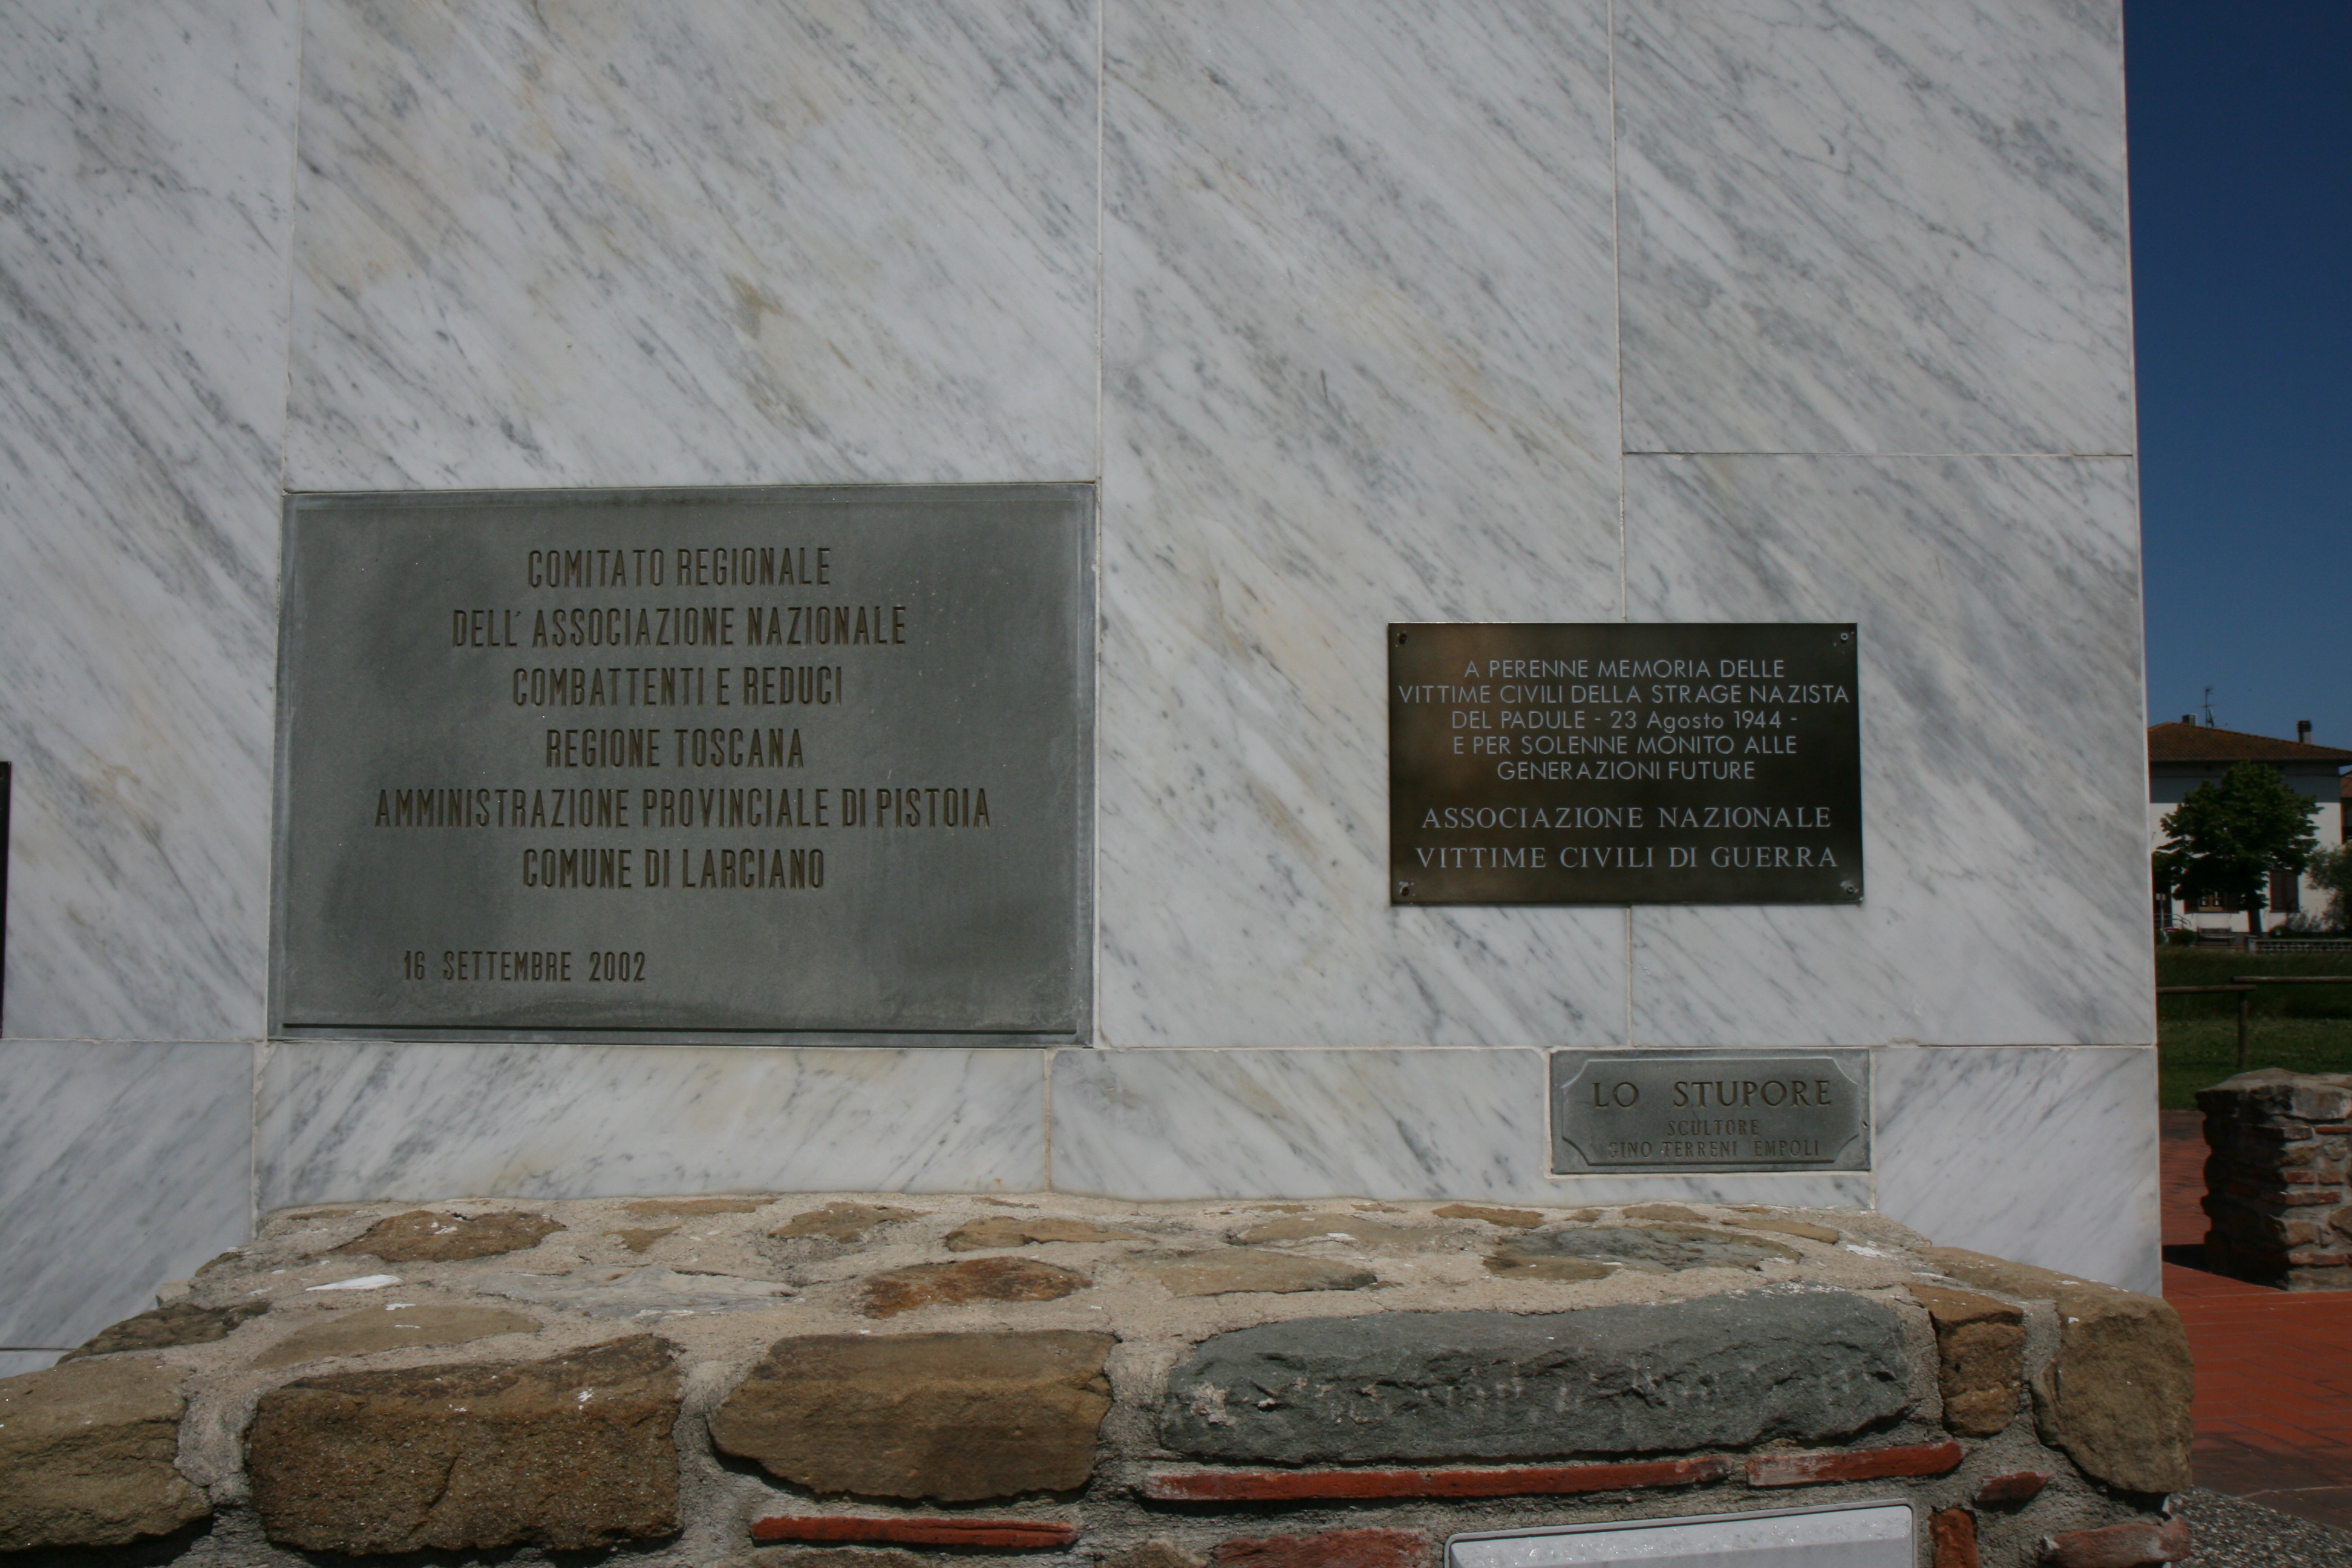 COMITATO REGIONALE
DELL'ASSOCIAZIONE NAZIONALE
COMBATTENTI E REDUCI
REGIONE TOSCANA
AMMINISTRAZIONE PROVINCIALE DI PISTOIA
COMUNE DI LARCIANO
16 SETTEMBRE 2002
A PERENNE MEMORIA DELLE
VITTIME CIVILI DELLA STRAGE NAZISTA
DEL PADULE - 23 Agosto 1944 -
E PER SOLENNE MONITO ALLE
GENERAZIONI FUTURE
ASSOCIAZIONE NAZIONALE
VITTIME CIVILI DI GUERRA
LO STUPORE
SCULTORE
GINO TERRENI EMPOLI